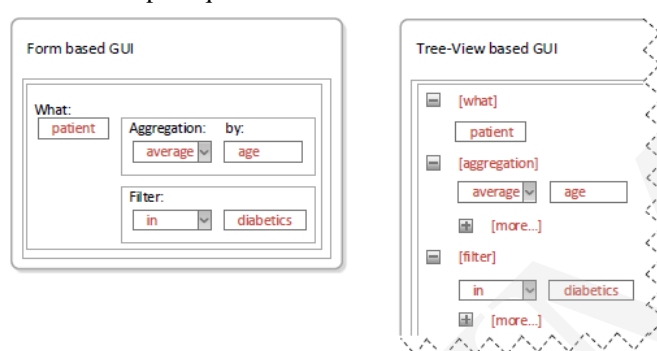 Form based GUI
What:
patient
Aggregation: by:
average age
Filter:
in diabetics
Tree-View based GUI
[what]
patient
[aggregation]
average age
[more...]
[filter]
in diabetics
[more...]